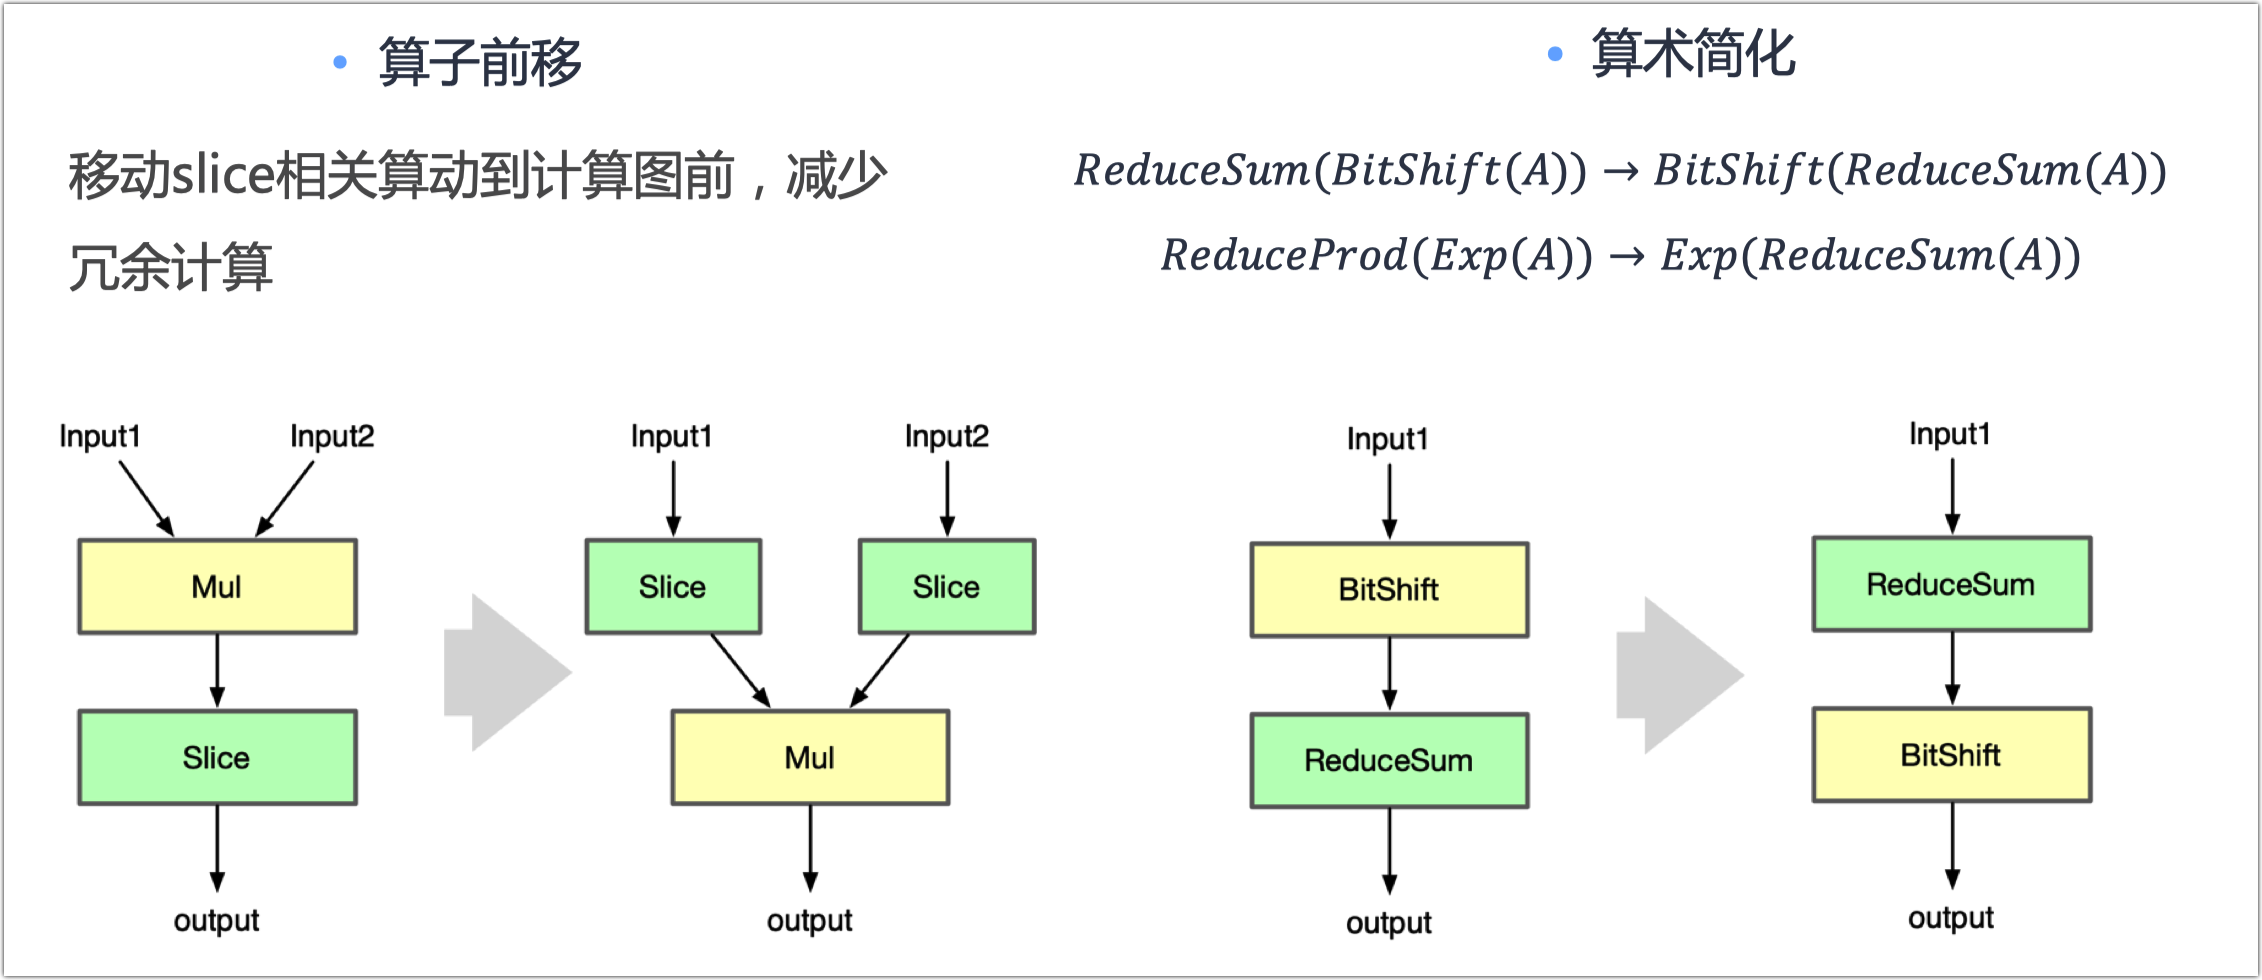 算子前移
移动slice相关算动到计算图前，减少
冗余计算
Input1
Input2
Mul
Slice
output
Input1
Input2
Slice
Slice
Mul
output
算术简化
ReduceSum(BitShift(A)) → BitShift(ReduceSum(A))
ReduceProd(Exp(A)) → Exp(ReduceSum(A))
Input1
BitShift
ReduceSum
output
Input1
ReduceSum
BitShift
output